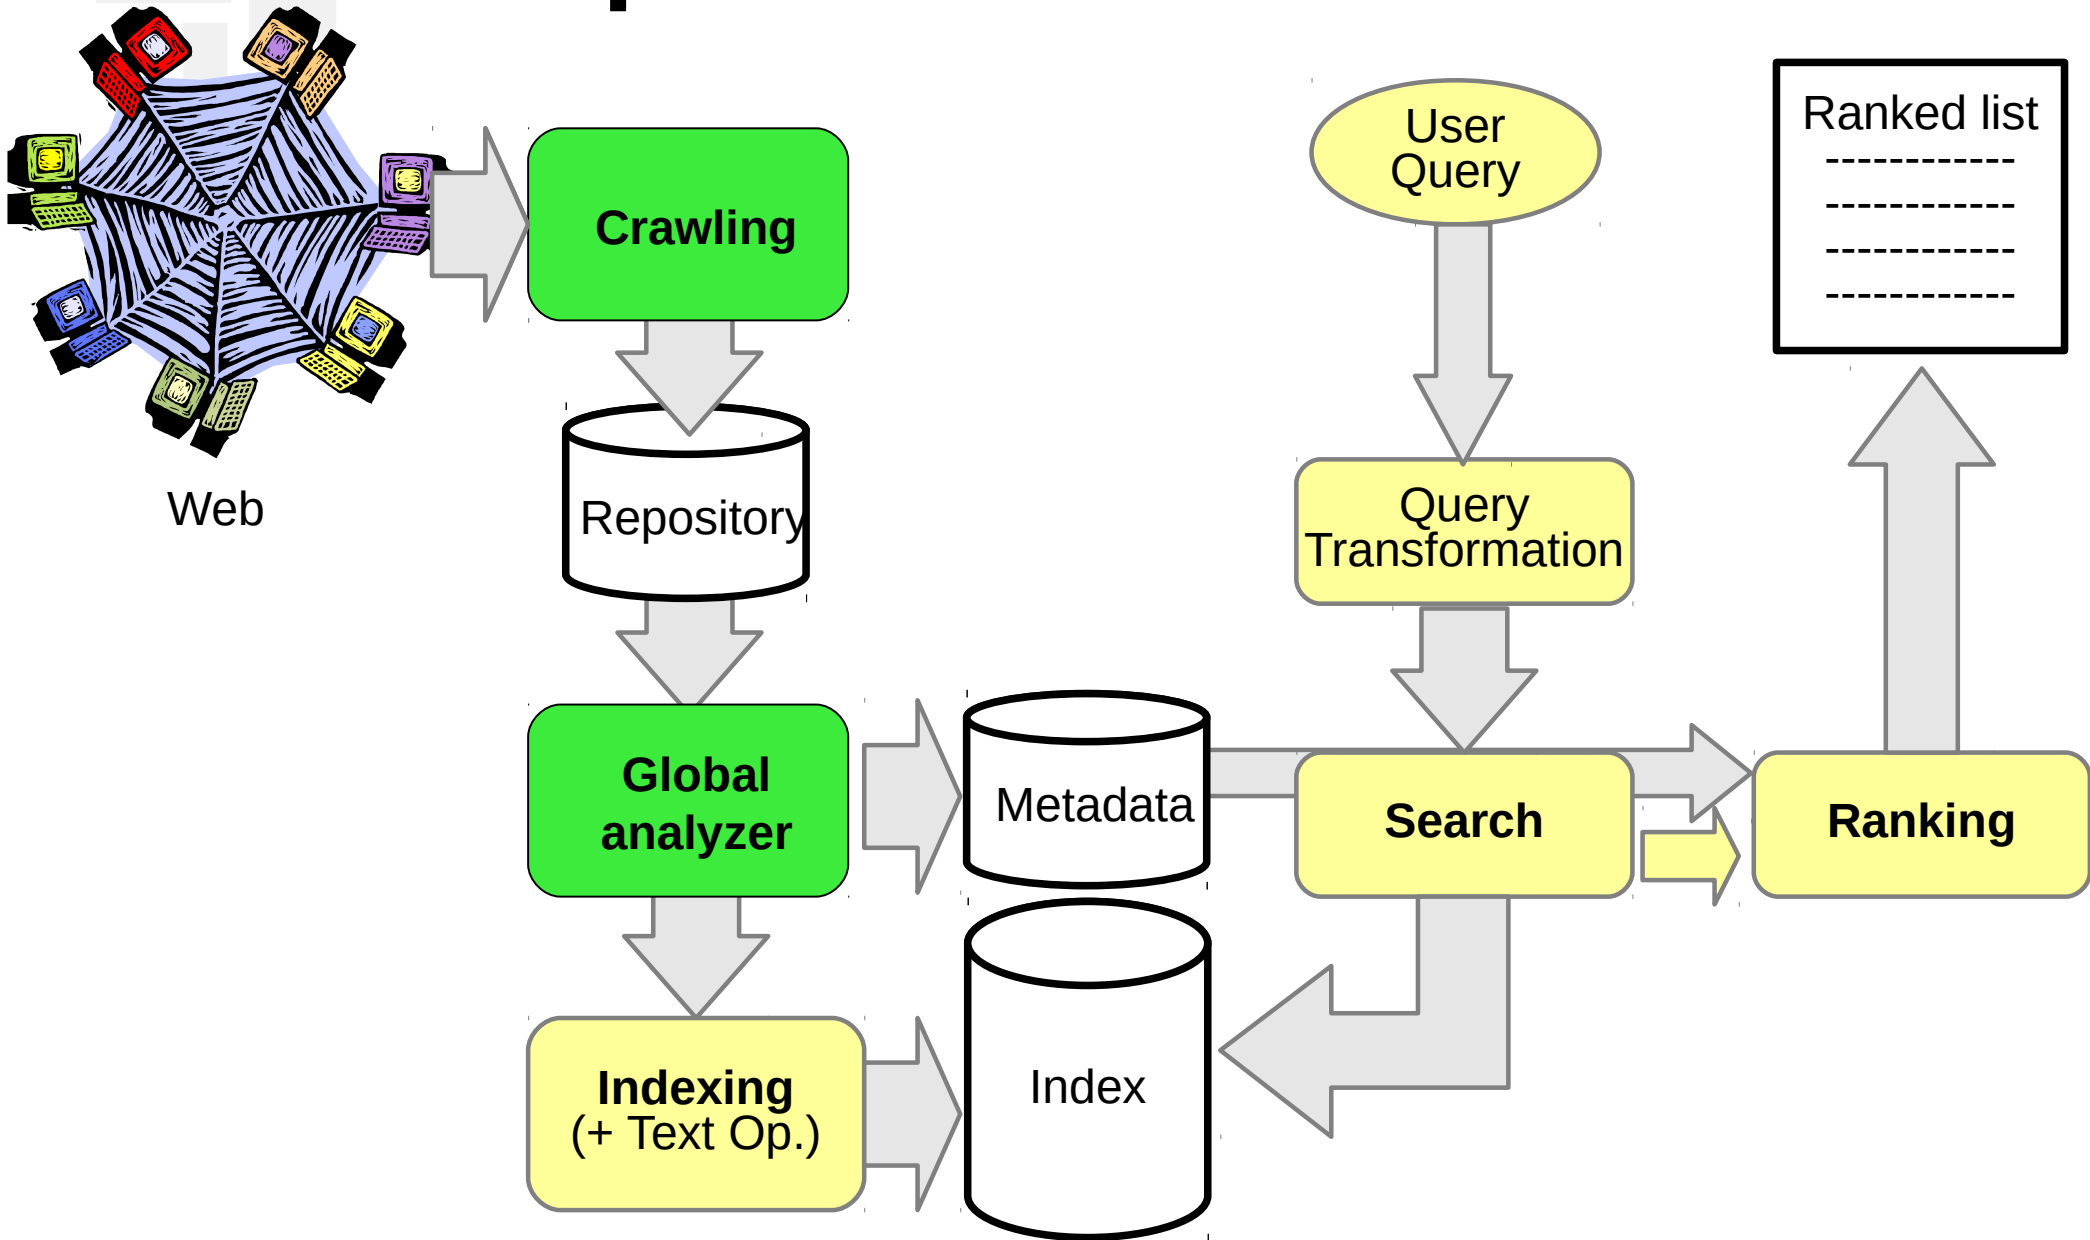 Web
Crawling
Repository
Global
analyzer
Indexing
(+ Text Op.)
Metadata
Index
User
Query
Query
Transformation
Search
Ranking
Ranked list
------------
------------
------------
------------